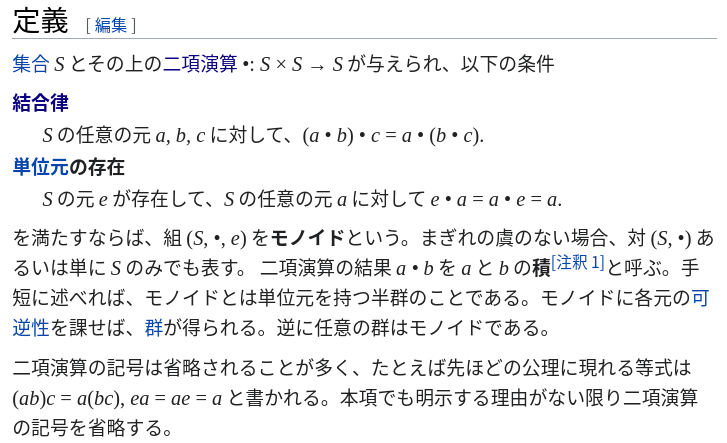 定義 [ 編集 ]
集合 S とその上の二項演算 •: S × S → S が与えられ、以下の条件
結合律
S の任意の元 a, b, c に対して、(a • b) • c = a • (b • c).
単位元の存在
S の元 e が存在して、S の任意の元 a に対して e • a = a • e = a.
を満たすならば、組 (S, •, e) をモノイドという。まぎれの虞のない場合、対 (S, •) あ
るいは単に S のみでも表す。 二項演算の結果 a • b を a と b の積[注釈 1]と呼ぶ。手
短に述べれば、モノイドとは単位元を持つ半群のことである。モノイドに各元の可
逆性を課せば、群が得られる。逆に任意の群はモノイドである。
二項演算の記号は省略されることが多く、たとえば先ほどの公理に現れる等式は
(ab)c = a(bc), ea = ae = a と書かれる。本項でも明示する理由がない限り二項演算
の記号を省略する。